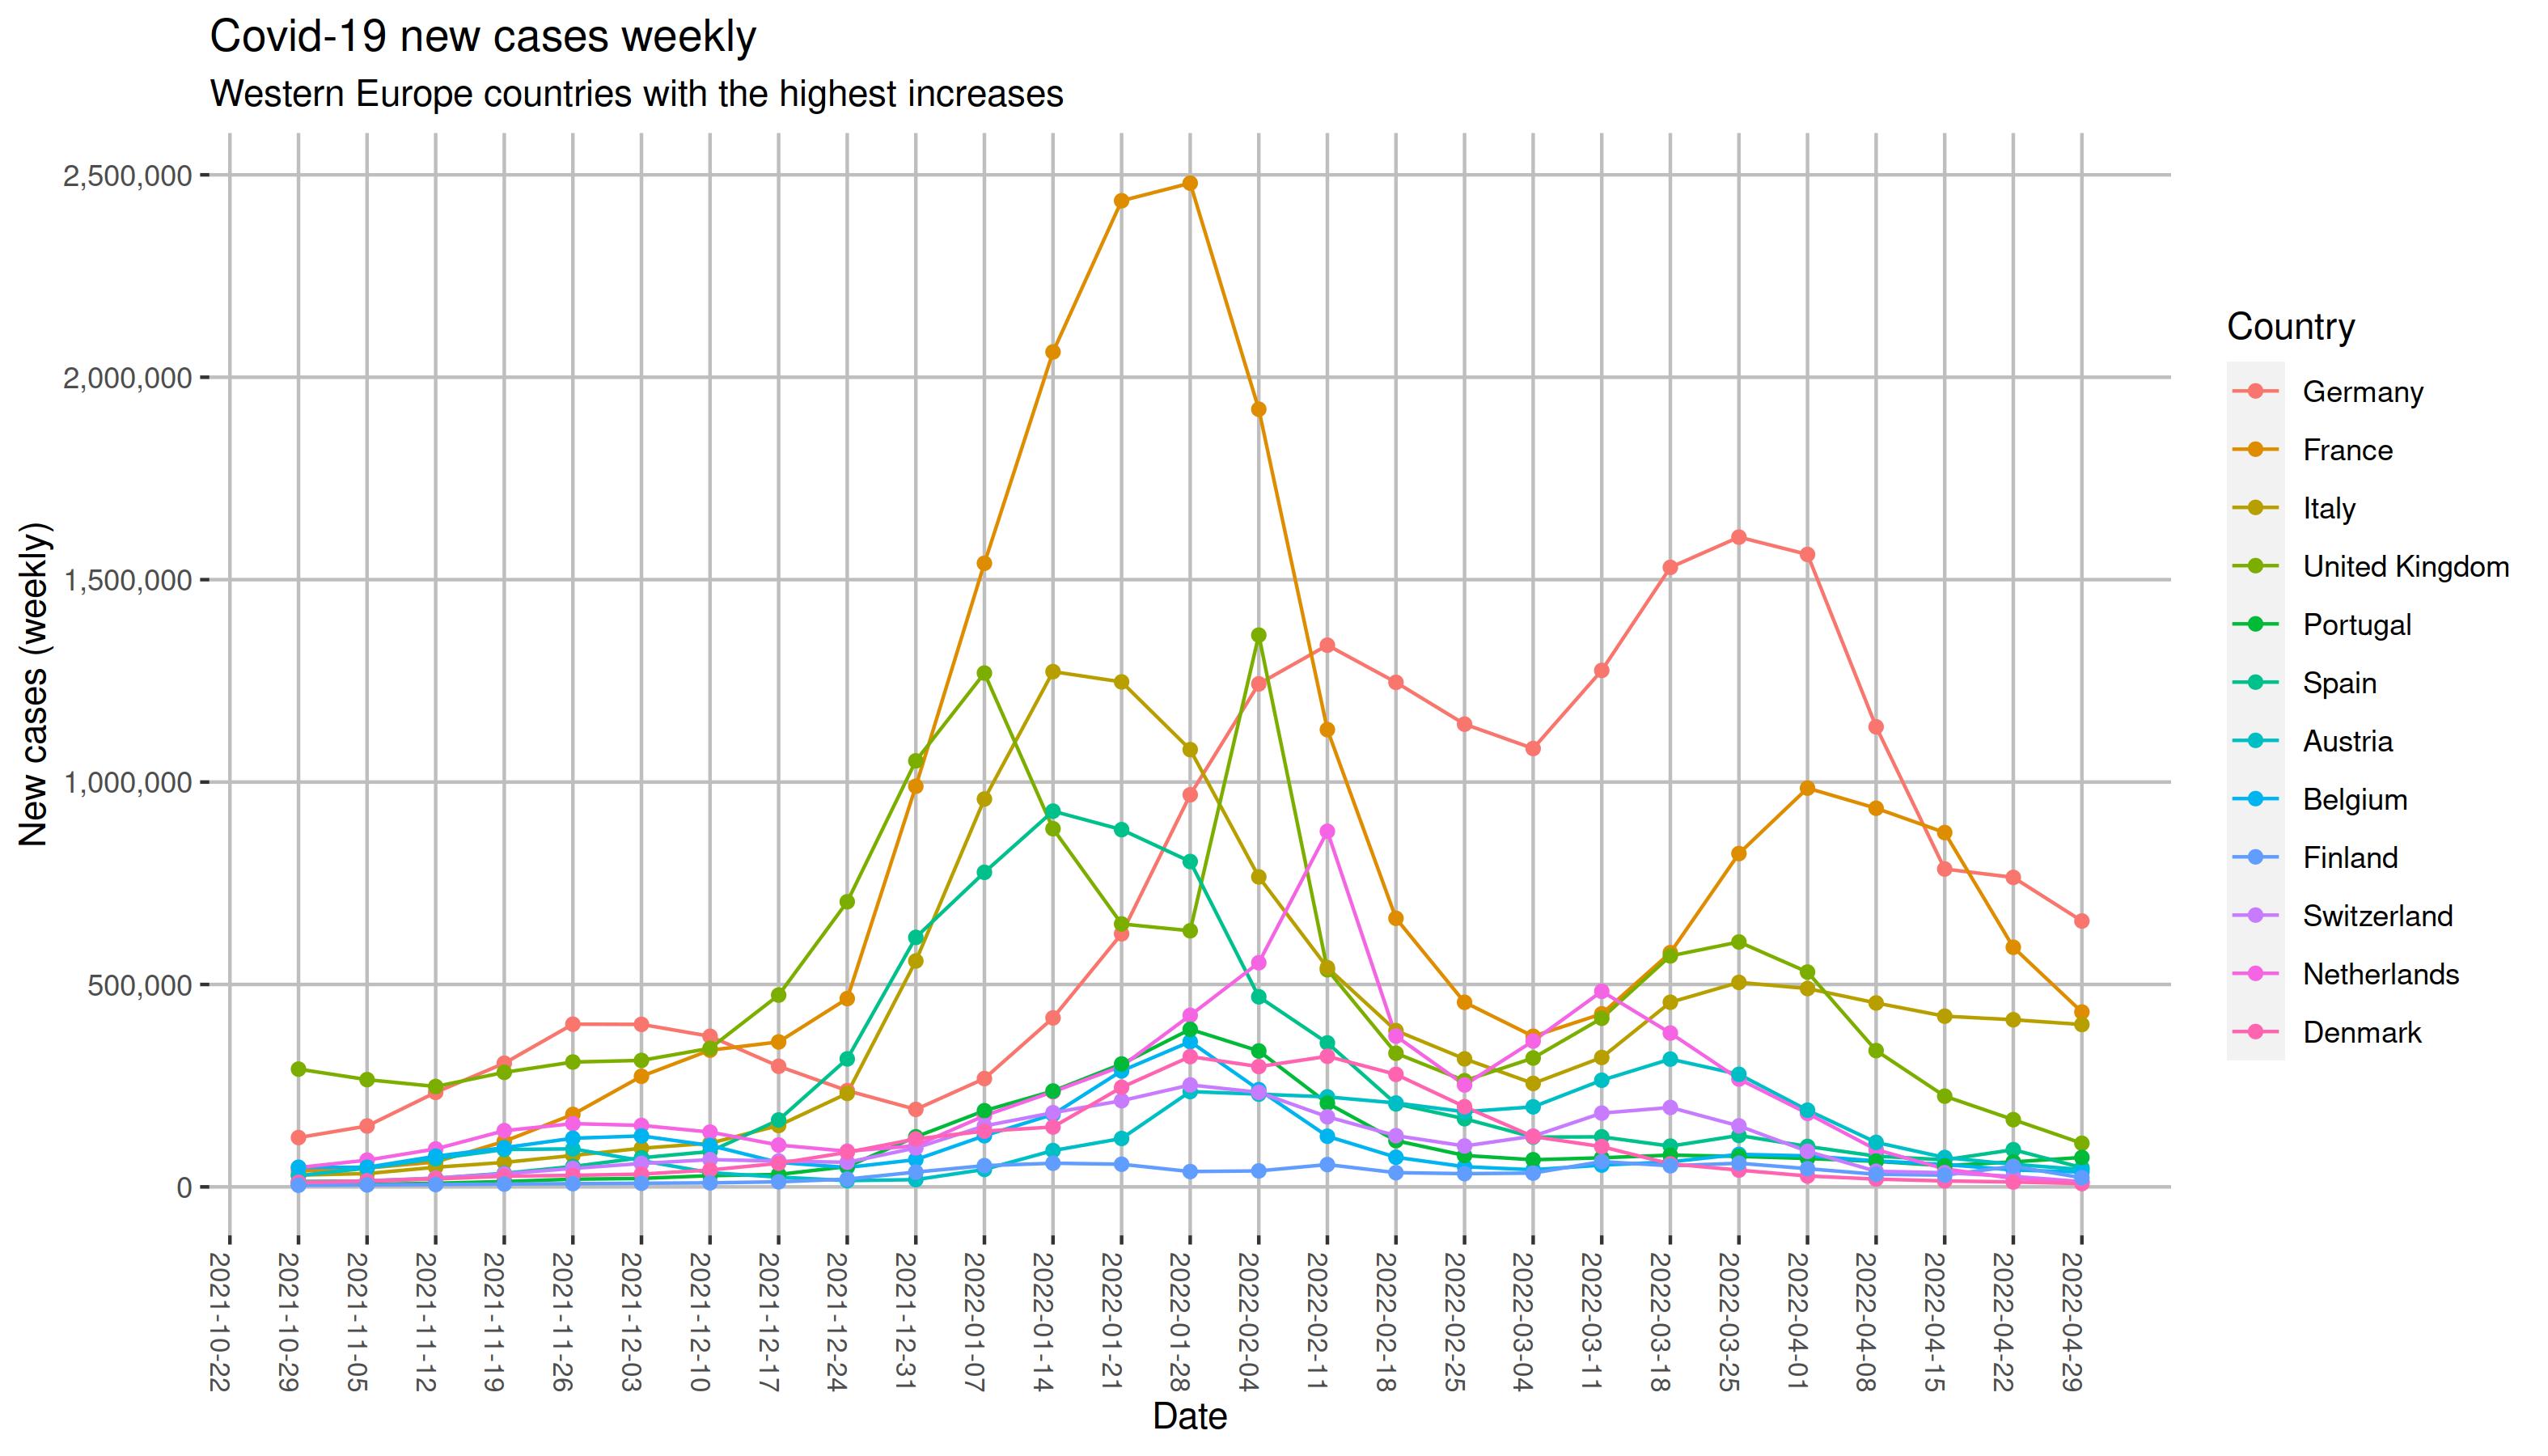 Covid-19 new cases weekly
Western Europe countries with the highest increases
New cases (weekly)
2,500,000
2,000,000
1,500,000
1,000,000
500,000
0
2021-10-22
2021-10-29
2021-11-05
2021-11-12
2021-11-19
2021-11-26
2021-12-03
2021-12-10
2021-12-17
2021-12-24
2021-12-31
2022-01-07
2022-01-14
2022-01-21
2022-01-28
2022-02-04
2022-02-11
2022-02-18
2022-02-25
2022-03-04
2022-03-11
2022-03-18
2022-03-25
2022-04-01
2022-04-08
2022-04-15
2022-04-22
2022-04-29
Date
Country
Germany
France
Italy
United Kingdom
Portugal
Spain
Austria
Belgium
Finland
Switzerland
Netherlands
Denmark